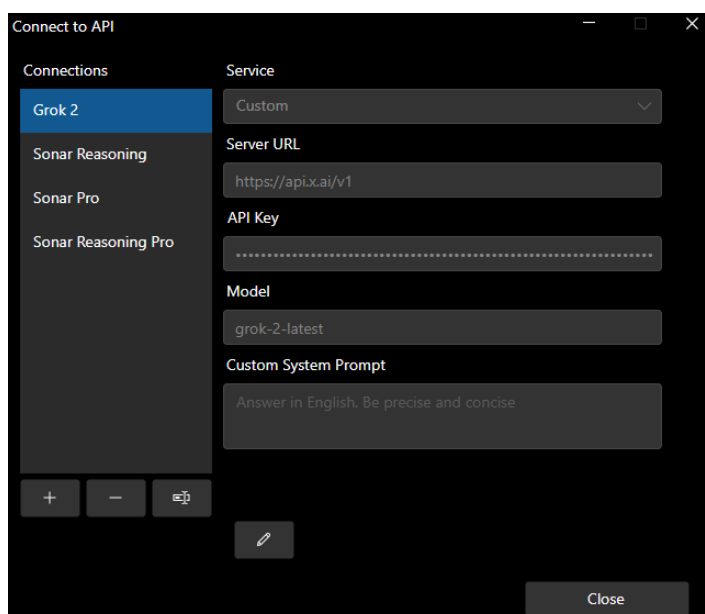 Connect to API
Connections
Grok 2
Sonar Reasoning
Sonar Pro
Sonar Reasoning Pro
Service
Custom
Server URL
https://api.x.ai/v1
API Key
Model
grok-2-latest
Custom System Prompt
Answer in English. Be precise and concise
Close